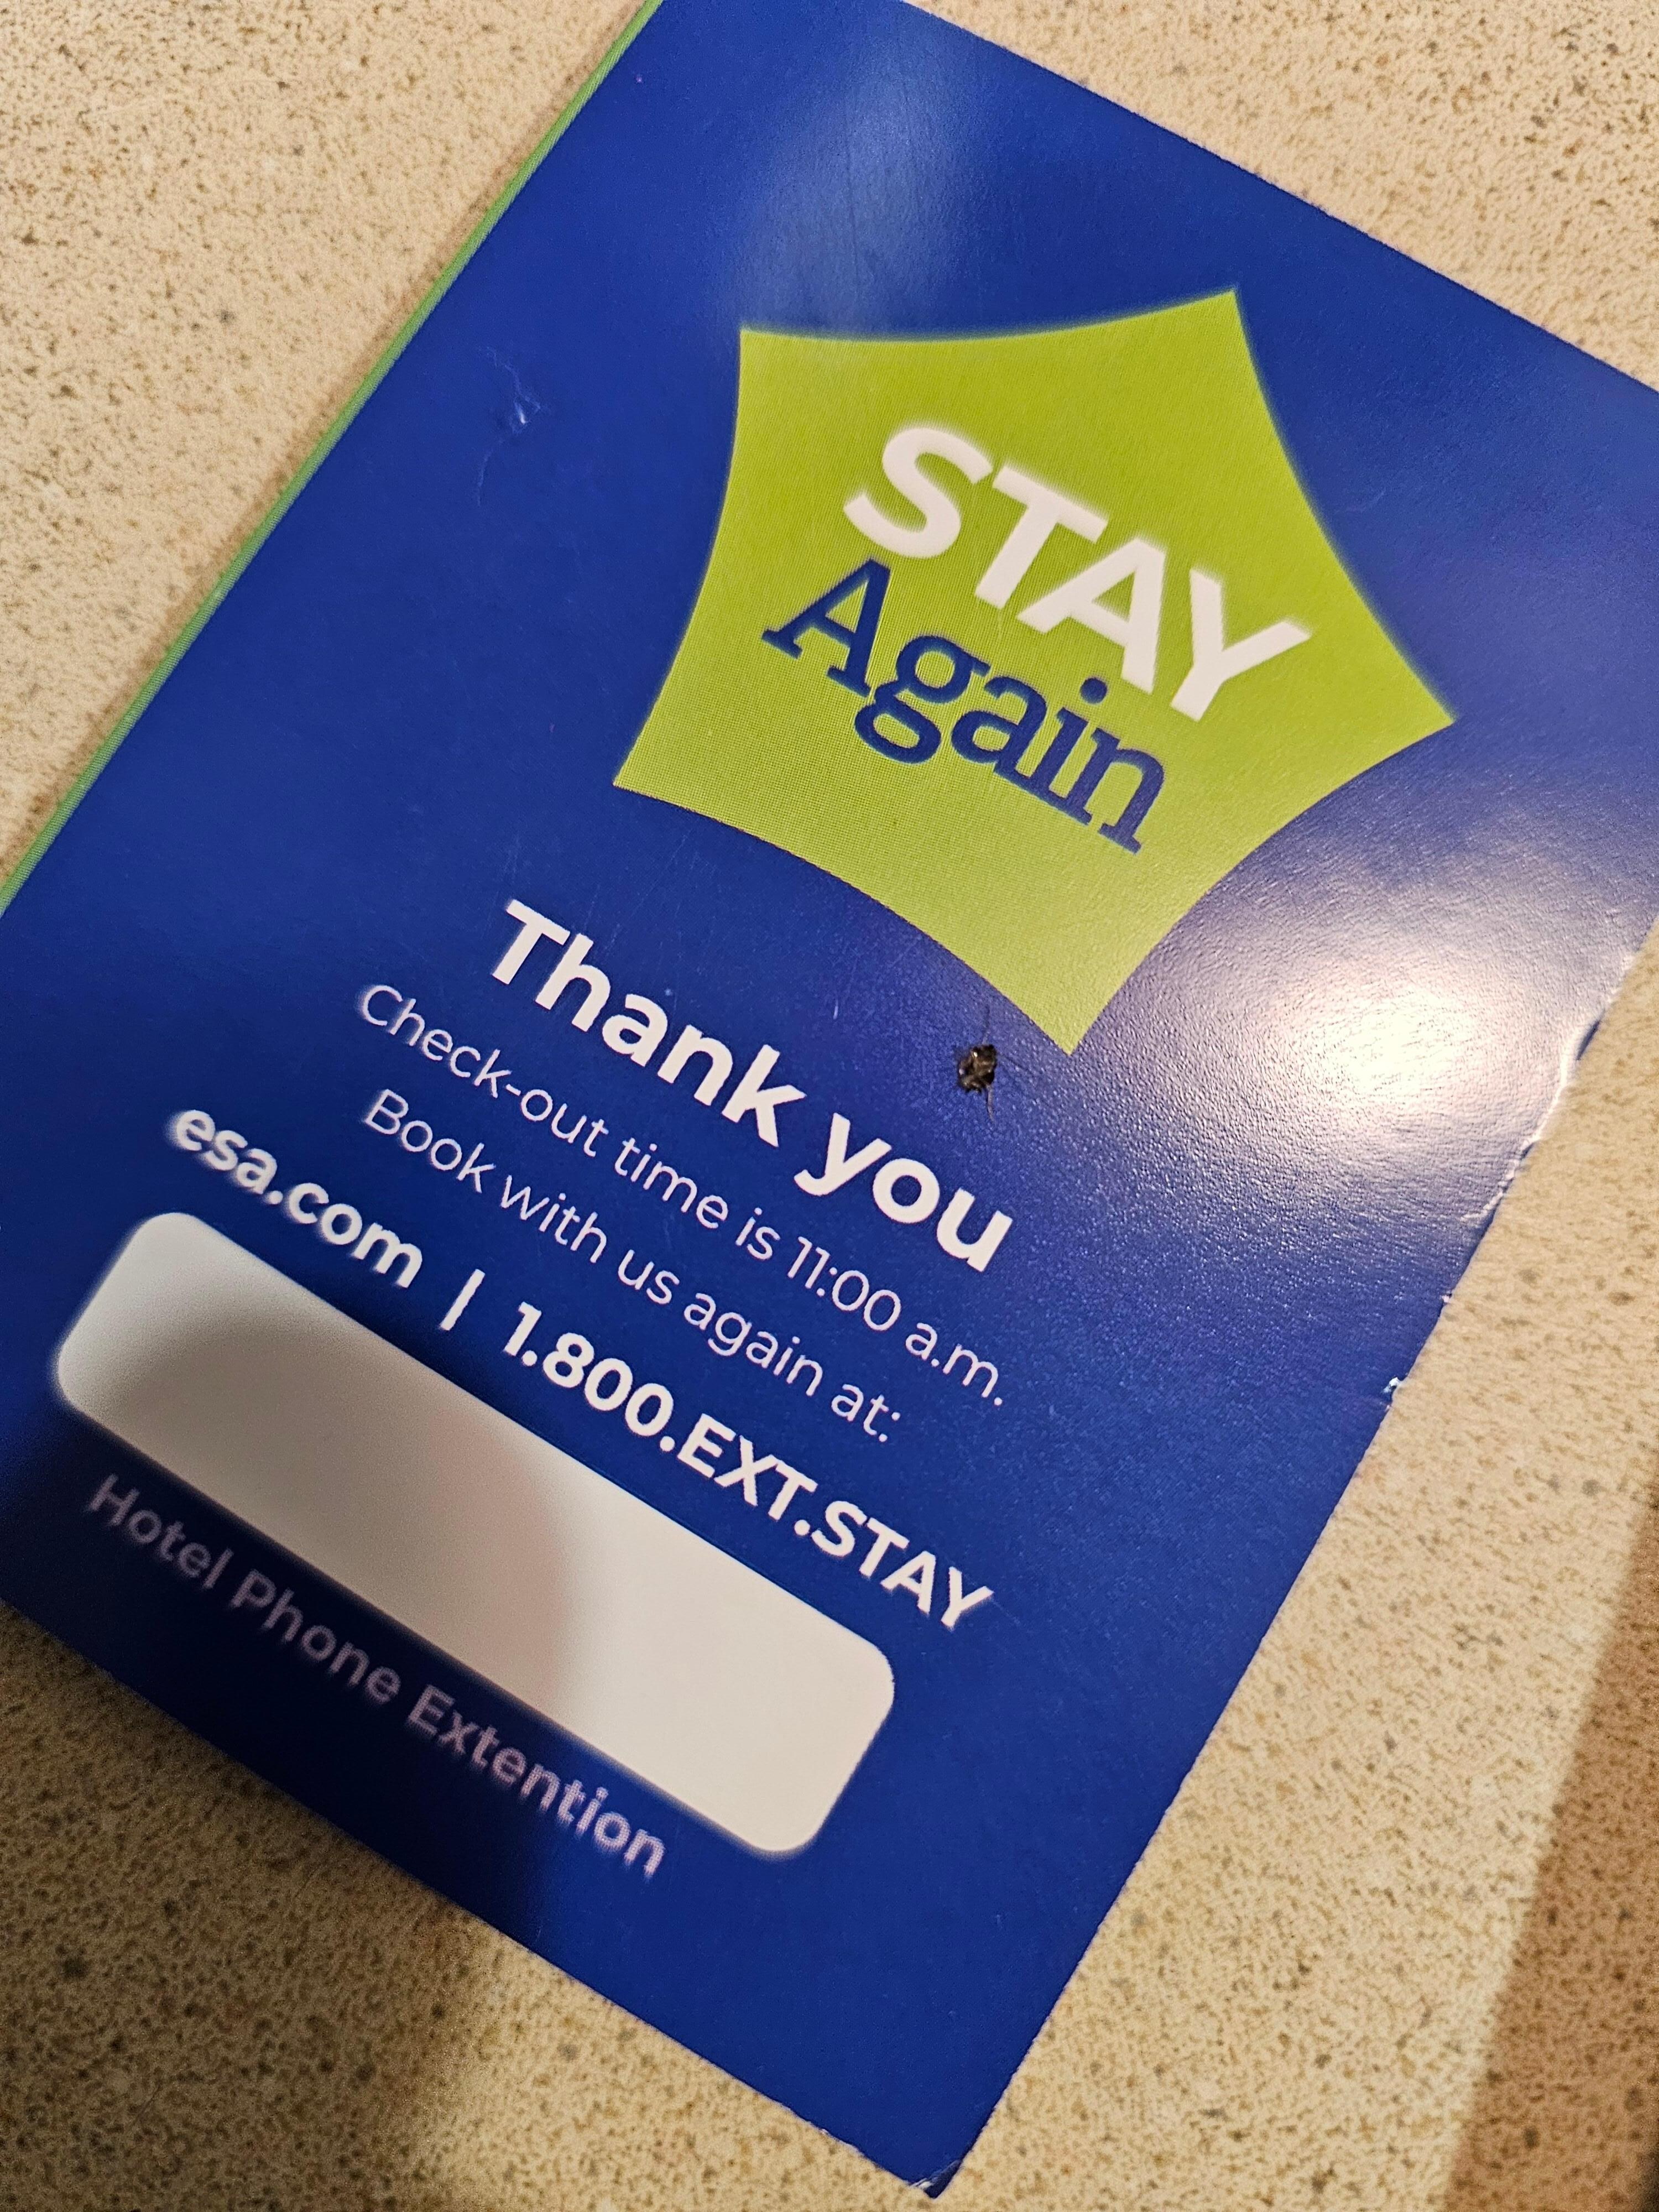 STAY
Again
Thank you
Check-out time is 11:00 a.m.
Book with us again at:
esa.com | 1.800.EXT.STAY
Hotel Phone Extention